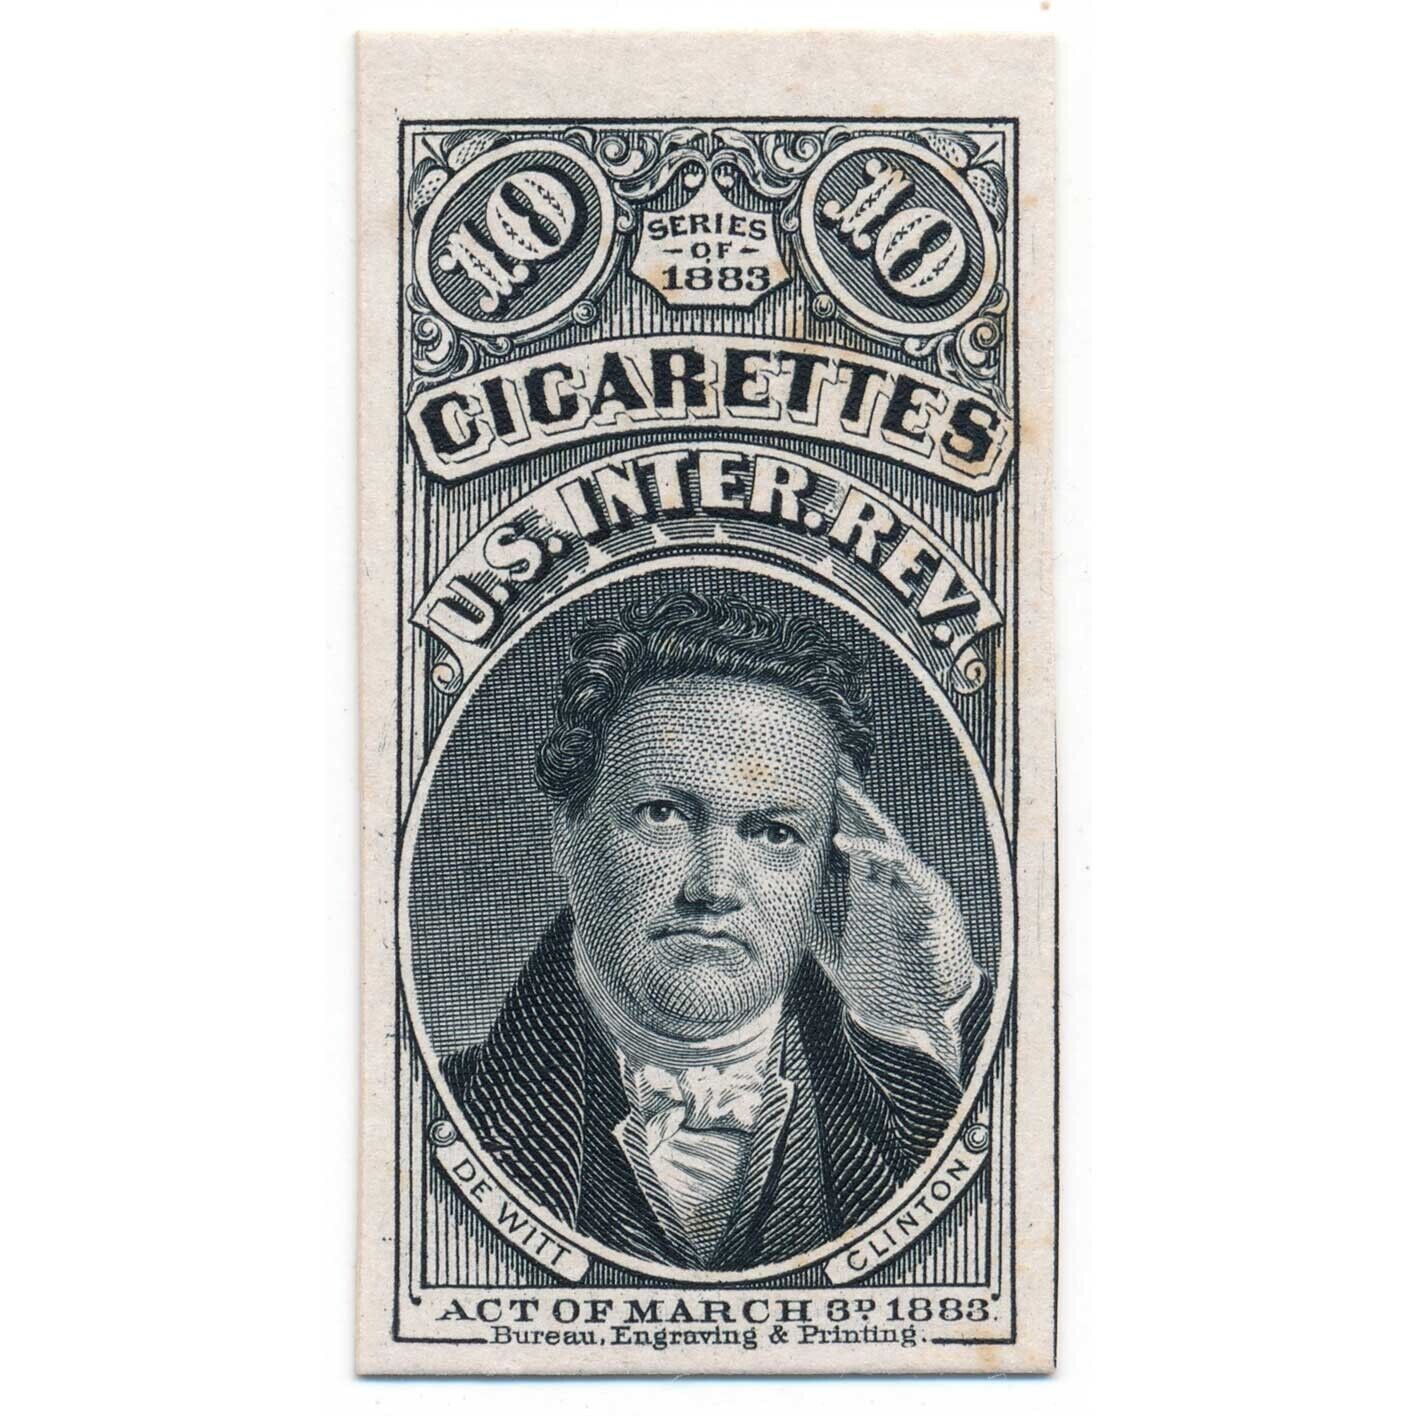 10 10
SERIES
-OF-
1883
CIGARETTES
U.S. INTER. REV.
DE WITT CLINTON
ACT OF MARCH 3D 1883.
Bureau, Engraving & Printing.